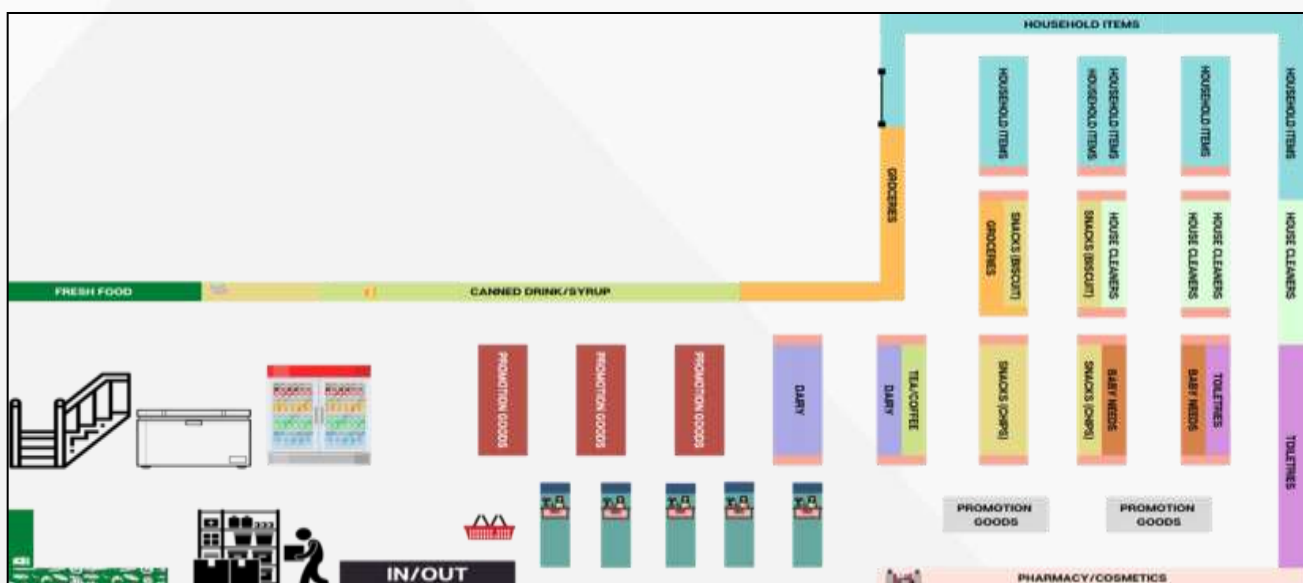 HOUSEHOLD ITEMS
HOUSEHOLD ITEMS
HOUSEHOLD ITEMS
HOUSEHOLD ITEMS
HOUSEHOLD ITEMS
HOUSEHOLD ITEMS
GROCERIES
GROCERIES
SNACKS (BISCUIT)
SNACKS (BISCUIT)
HOUSE CLEANERS
HOUSE CLEANERS
HOUSE CLEANERS
HOUSE CLEANERS
FRESH FOOD
CANNED DRINK/SYRUP
PROMOTION GOODS
PROMOTION GOODS
PROMOTION GOODS
DAIRY
DAIRY
TEA/COFFEE
SNACKS (CHIPS)
SNACKS (CHIPS)
BABY NEEDS
BABY NEEDS
TOILETRIES
TOILETRIES
PROMOTION
GOODS
PROMOTION
GOODS
IN/OUT
PHARMACY/COSMETICS